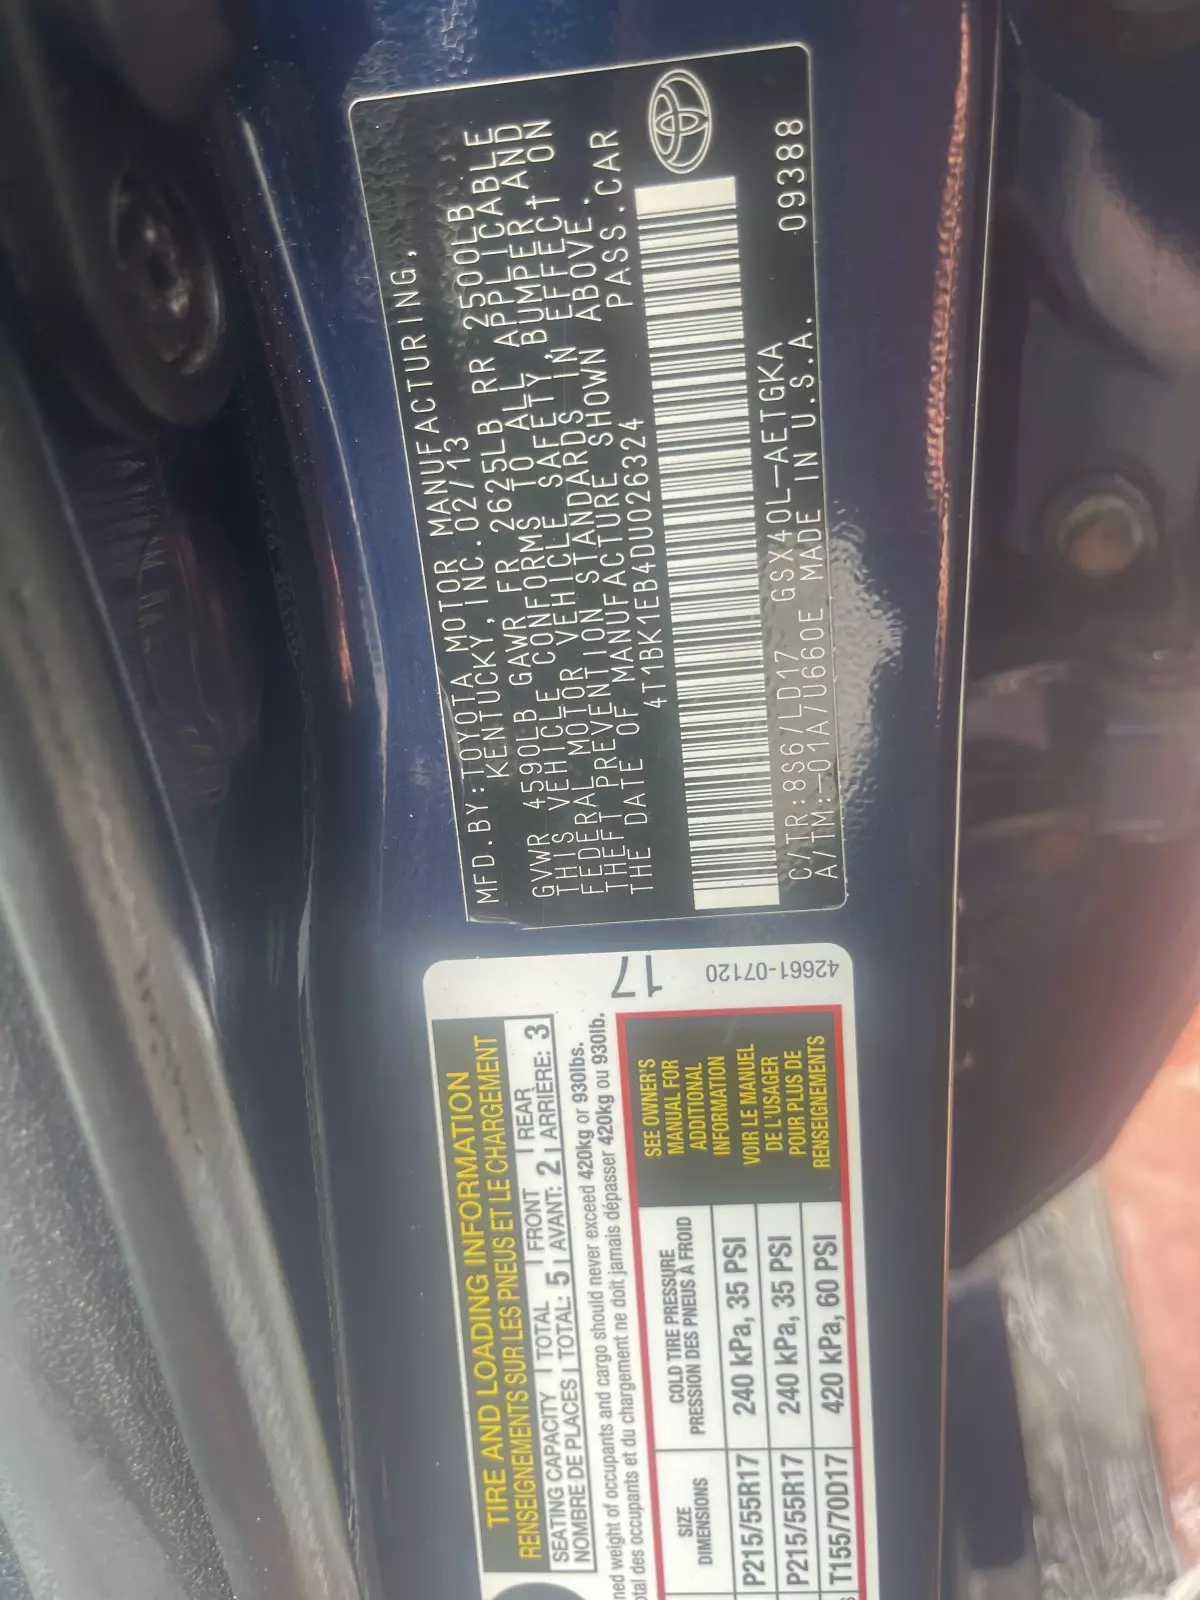 MFD.BY:TOYOTA MOTOR MANUFACTURING,
KENTUCKY,INC.02/13
GVWR 4590LB GAWR FR 2625LB RR 2500LB
THIS VEHICLE CONFORMS TO ALL APPLICABLE
FEDERAL MOTOR VEHICLE SAFETY, BUMPER, AND
THEFT PREVENTION STANDARDS IN EFFECT ON
THE DATE OF MANUFACTURE SHOWN ABOVE.
4T1BK1EB4DU026324 PASS.CAR
C/TR:8S6/LD17 GSX40L-AETGKA
A/TM:-01A/U660E MADE IN U.S.A.
09388
TIRE AND LOADING INFORMATION
RENSEIGNEMENTS SUR LES PNEUS ET LE CHARGEMENT
SEATING CAPACITY TOTAL FRONT REAR
NOMBRE DE PLACES TOTAL: 5 AVANT: 2 ARRIÈRE: 3
weight of occupants and cargo should never exceed 420kg or 930lbs.
des occupants et du chargement ne doit jamais dépasser 420kg ou 930lb.
SIZE
DIMENSIONS
COLD TIRE PRESSURE
PRESSION DES PNEUS À FROID
P215/55R17 240 kPa, 35 PSI
P215/55R17 240 kPa, 35 PSI
T155/70D17 420 kPa, 60 PSI
SEE OWNER'S
MANUAL FOR
ADDITIONAL
INFORMATION
VOIR LE MANUEL
DE L'USAGER
POUR PLUS DE
RENSEIGNEMENTS
17
42661-07120